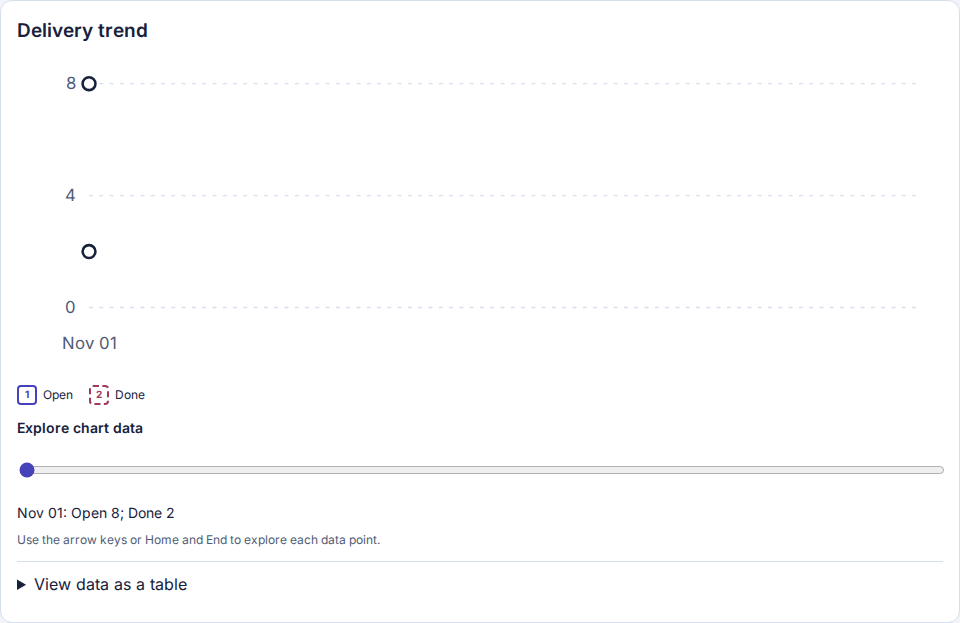 Delivery trend
8
4
0
Nov 01
1 Open 2 Done
Explore chart data
Nov 01: Open 8; Done 2
Use the arrow keys or Home and End to explore each data point.
View data as a table